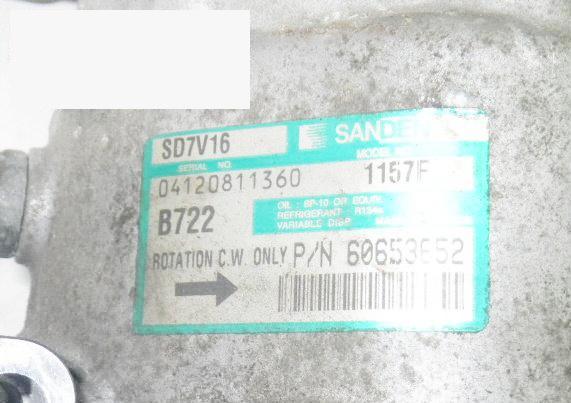 SD7V16 SANDEN
SERIAL NO. MODEL NO.
04120811360 1157F
B722
OIL : SP-10 OR EQUIV.
REFRIGERANT : R134a
VARIABLE DISP
ROTATION C.W. ONLY P/N 60653652